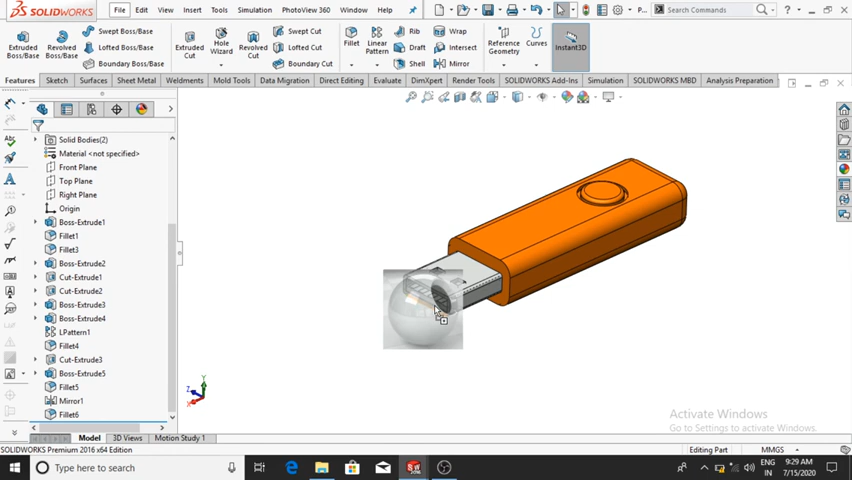 SOLIDWORKS File Edit View Insert Tools Simulation PhotoView 360 Window Help P... Search Commands
Extruded Boss/Base
Revolved Boss/Base
Swept Boss/Base
Lofted Boss/Base
Boundary Boss/Base
Extruded Cut
Hole Wizard
Revolved Cut
Swept Cut
Lofted Cut
Boundary Cut
Fillet
Linear Pattern
Rib
Draft
Shell
Wrap
Intersect
Mirror
Reference Geometry
Curves
Instant3D
Features Sketch Surfaces Sheet Metal Weldments Mold Tools Data Migration Direct Editing Evaluate DimXpert Render Tools SOLIDWORKS Add-Ins Simulation SOLIDWORKS MBD Analysis Preparation
Solid Bodies(2)
Material <not specified>
Front Plane
Top Plane
Right Plane
Origin
Boss-Extrude1
Fillet1
Fillet3
Boss-Extrude2
Cut-Extrude1
Cut-Extrude2
Boss-Extrude3
Boss-Extrude4
LPattern1
Fillet4
Cut-Extrude3
Boss-Extrude5
Fillet5
Mirror1
Fillet6
Y
Z
X
Activate Windows
Go to Settings to activate Windows.
Model 3D Views Motion Study 1
SOLIDWORKS Premium 2016 x64 Edition Editing Part MMGS
Type here to search
ENG
IN
9:29 AM
7/15/2020